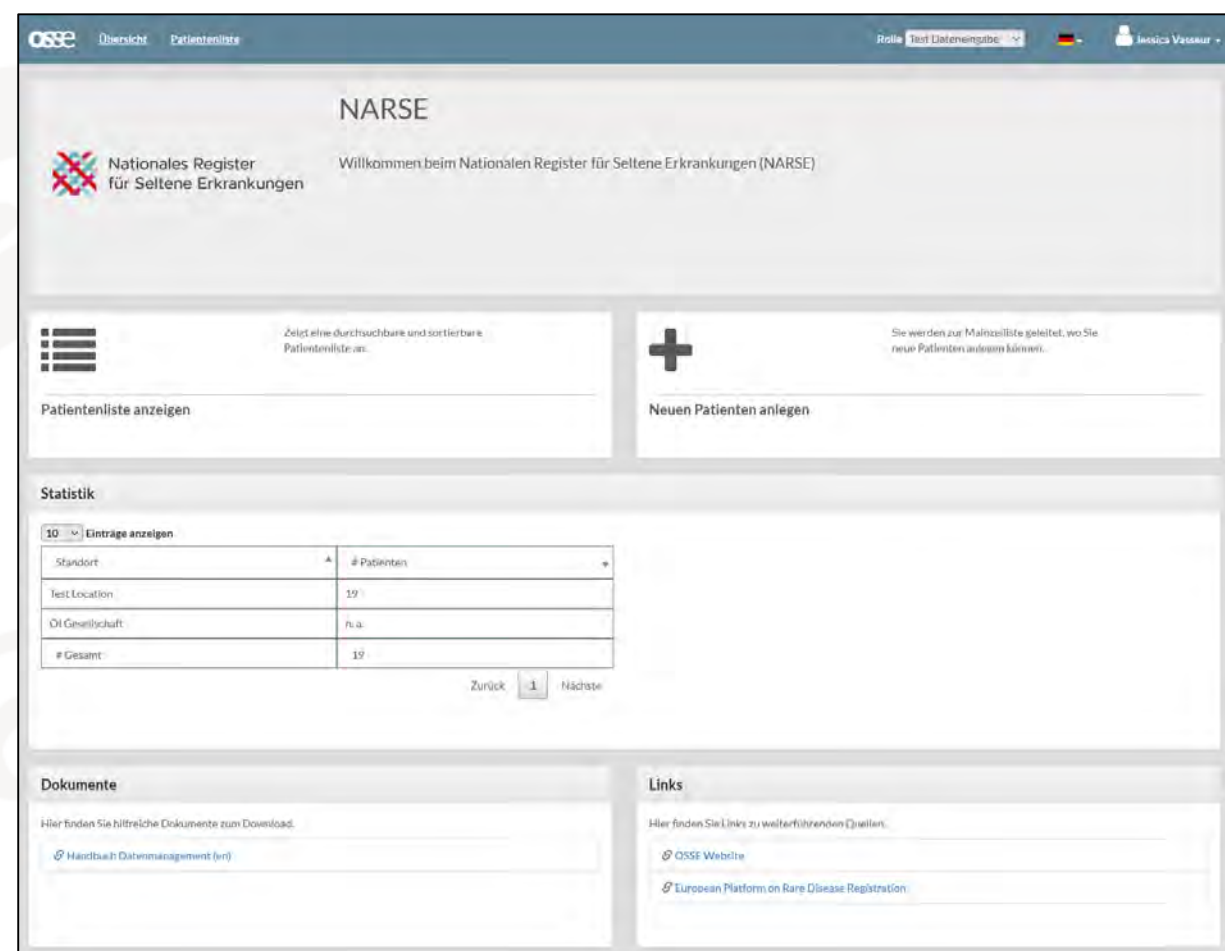 osse Übersicht Patientenliste Rolle Test Dateneingabe Jessica Vasseur
NARSE
Nationales Register
für Seltene Erkrankungen
Willkommen beim Nationalen Register für Seltene Erkrankungen (NARSE)
Zeigt eine durchsuchbare und sortierbare
Patientenliste an.
Patientenliste anzeigen
Sie werden zur Mainzelliste geleitet, wo Sie
neue Patienten anlegen können.
Neuen Patienten anlegen
Statistik
10 Einträge anzeigen
Standort # Patienten
Test Location 19
OI Gesellschaft n.a.
# Gesamt 19
Zurück 1 Nächste
Dokumente
Hier finden Sie hilfreiche Dokumente zum Download.
Handbuch Datenmanagement (en)
Links
Hier finden Sie Links zu weiterführenden Quellen.
OSSE Website
European Platform on Rare Disease Registration